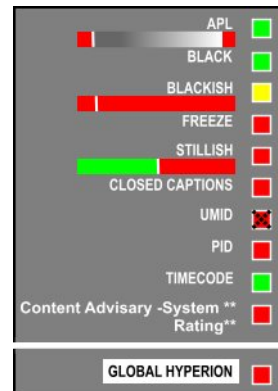 APL
BLACK
BLACKISH
FREEZE
STILLISH
CLOSED CAPTIONS
UMID
PID
TIMECODE
Content Advisary -System **
Rating**
GLOBAL HYPERION